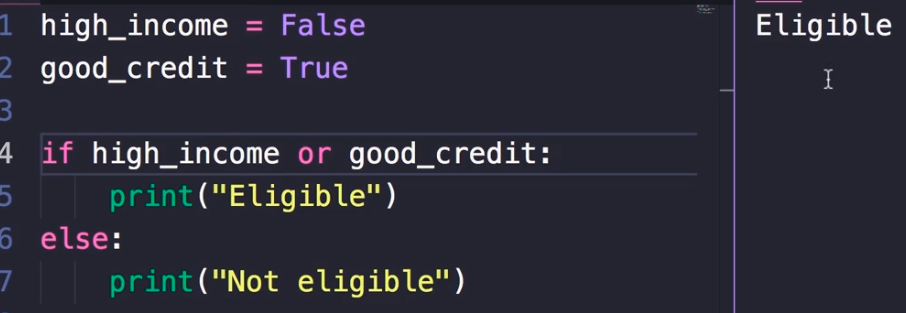 1 high_income = False
2 good_credit = True
3
4 if high_income or good_credit:
5     print("Eligible")
6 else:
7     print("Not eligible")
Eligible